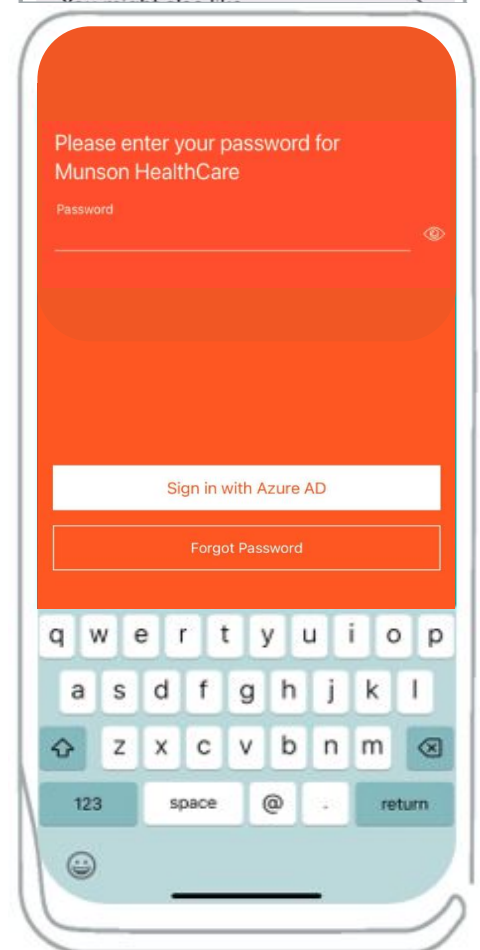 Please enter your password for
Munson HealthCare
Password
Sign in with Azure AD
Forgot Password
q w e r t y u i o p
a s d f g h j k l
z x c v b n m
123 space @ . return